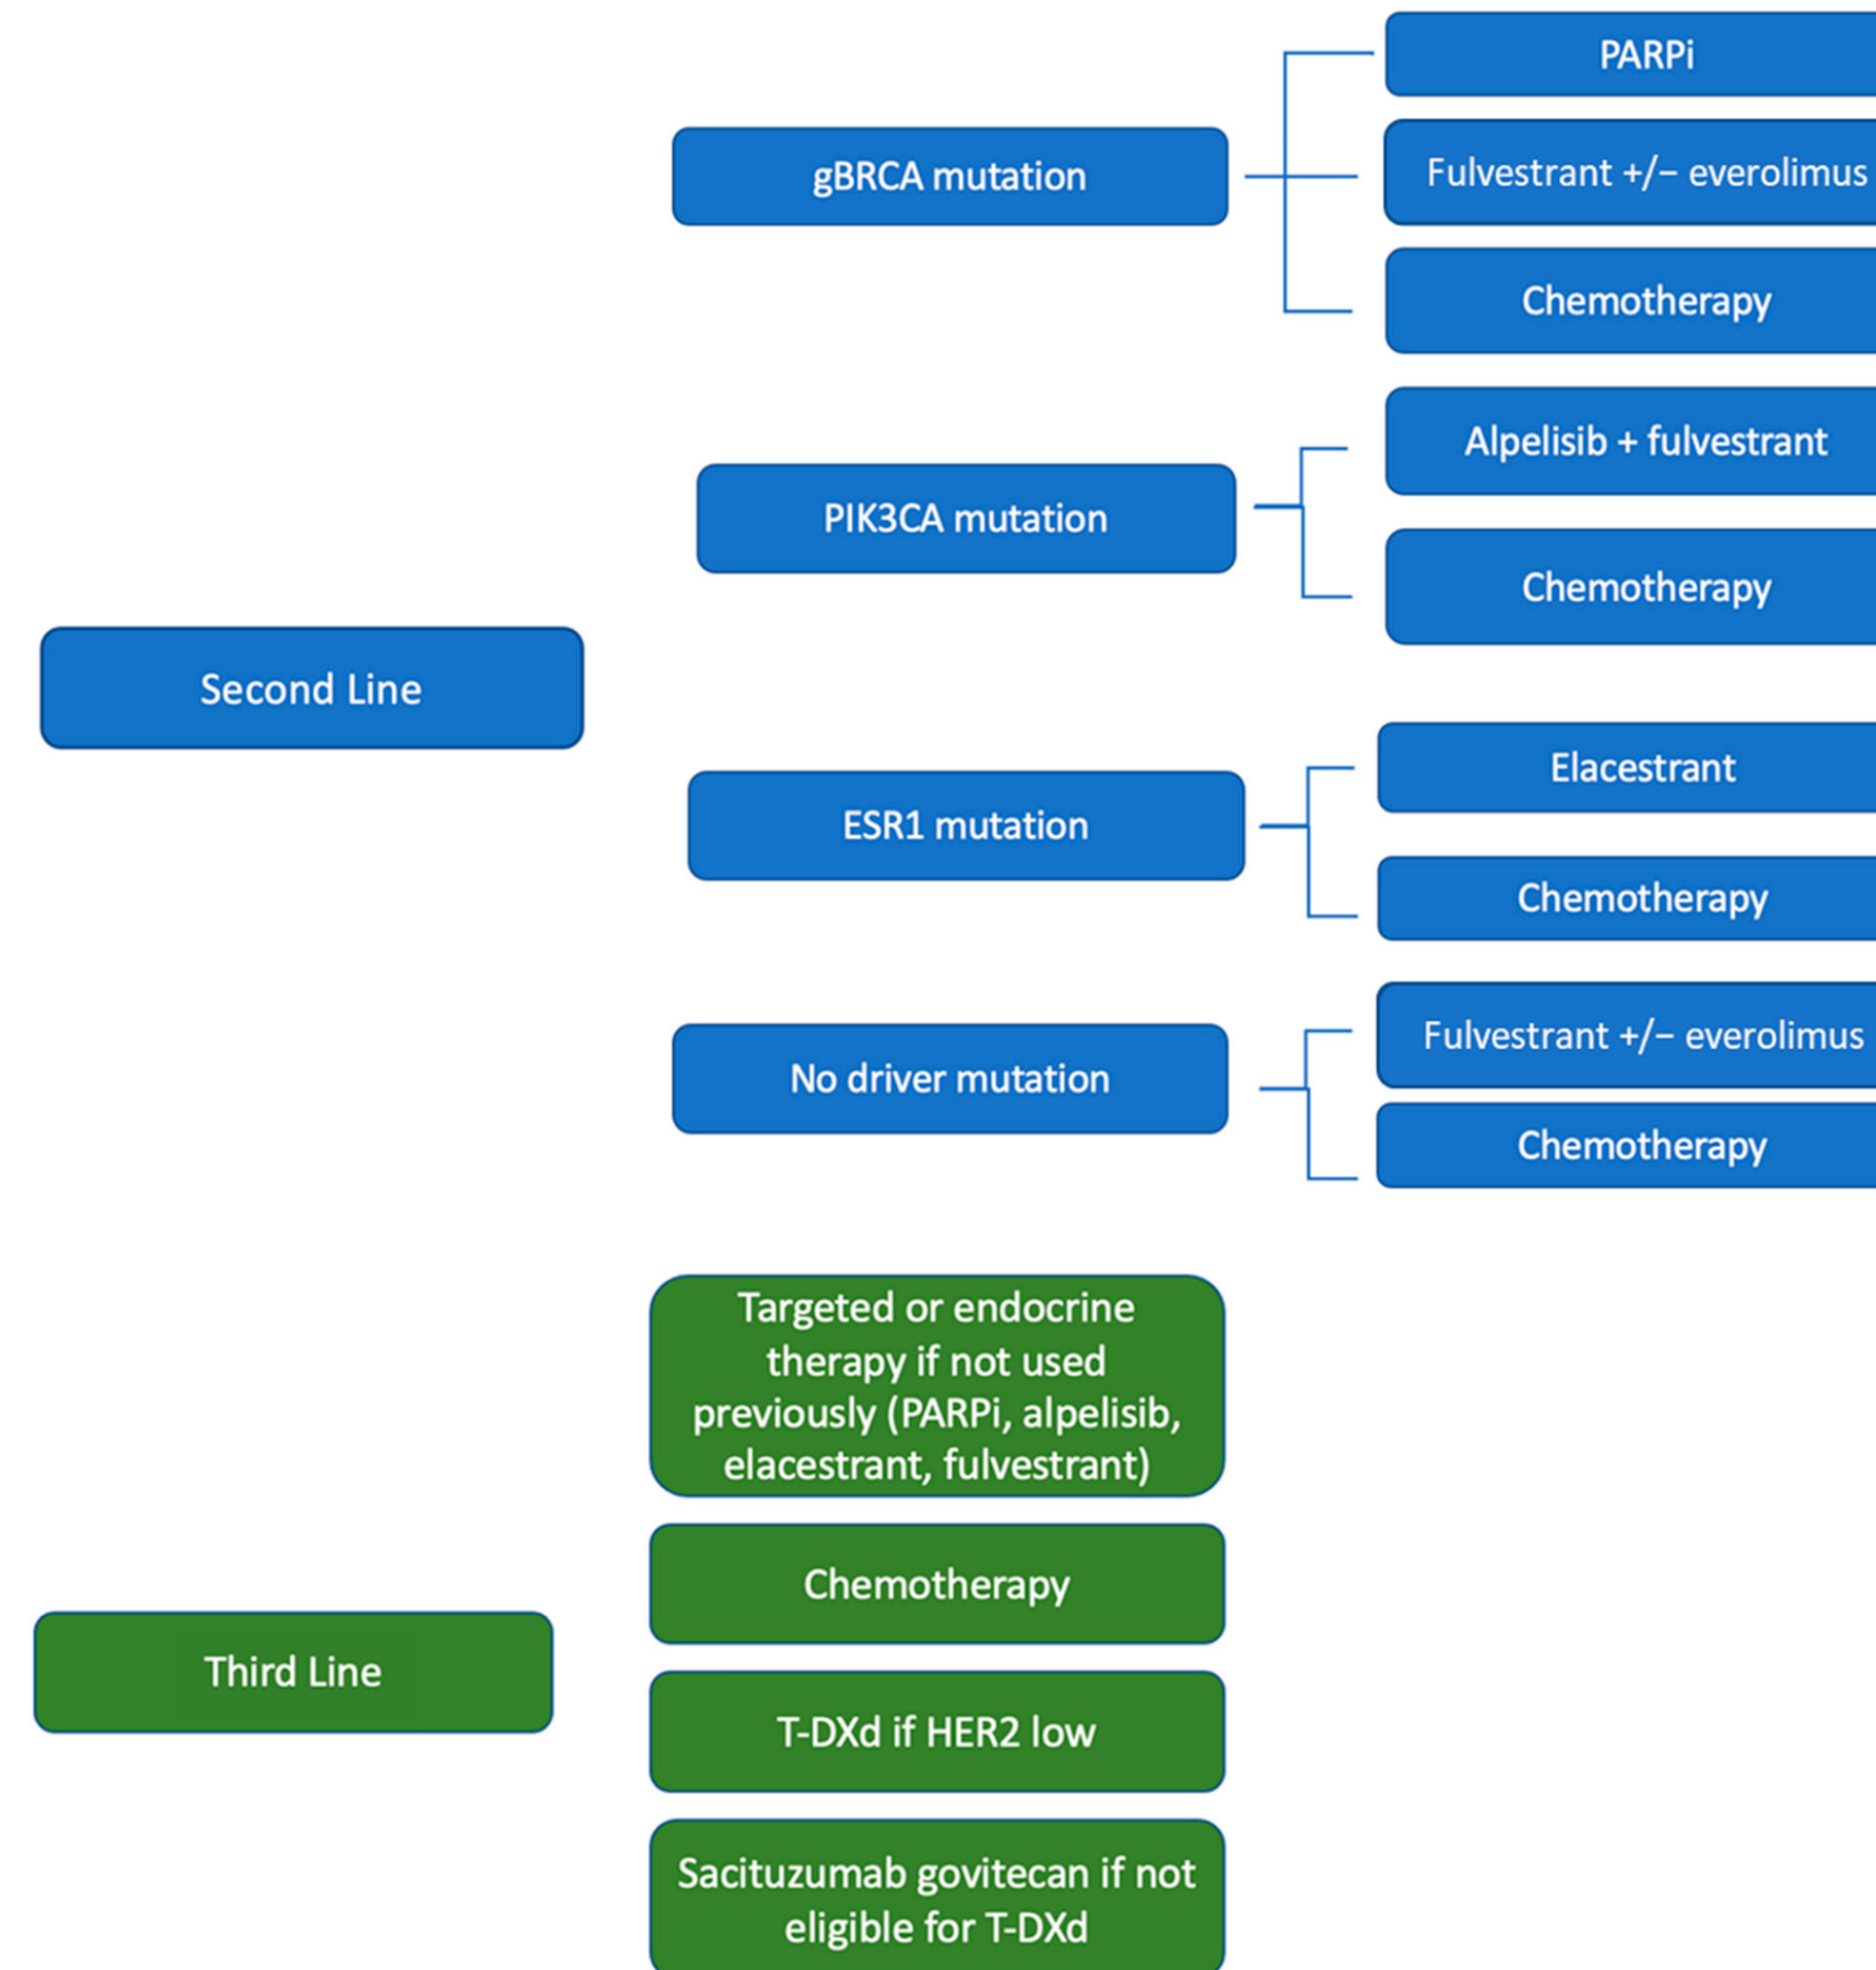 Second Line
gBRCA mutation
PARPi
Fulvestrant +/− everolimus
Chemotherapy
PIK3CA mutation
Alpelisib + fulvestrant
Chemotherapy
ESR1 mutation
Elacestrant
Chemotherapy
No driver mutation
Fulvestrant +/− everolimus
Chemotherapy
Third Line
Targeted or endocrine
therapy if not used
previously (PARPi, alpelisib,
elacestrant, fulvestrant)
Chemotherapy
T-DXd if HER2 low
Sacituzumab govitecan if not
eligible for T-DXd